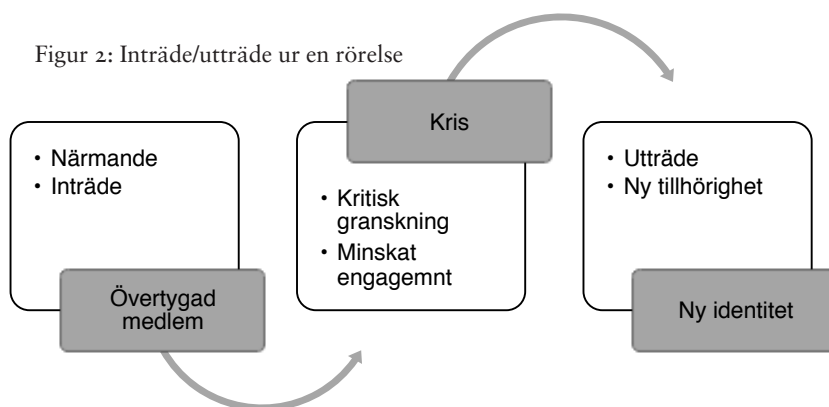 Figur 2: Inträde/utträde ur en rörelse
• Närmande
• Inträde
Övertygad
medlem
Kris
• Kritisk
granskning
• Minskat
engagemnt
• Utträde
• Ny tillhörighet
Ny identitet